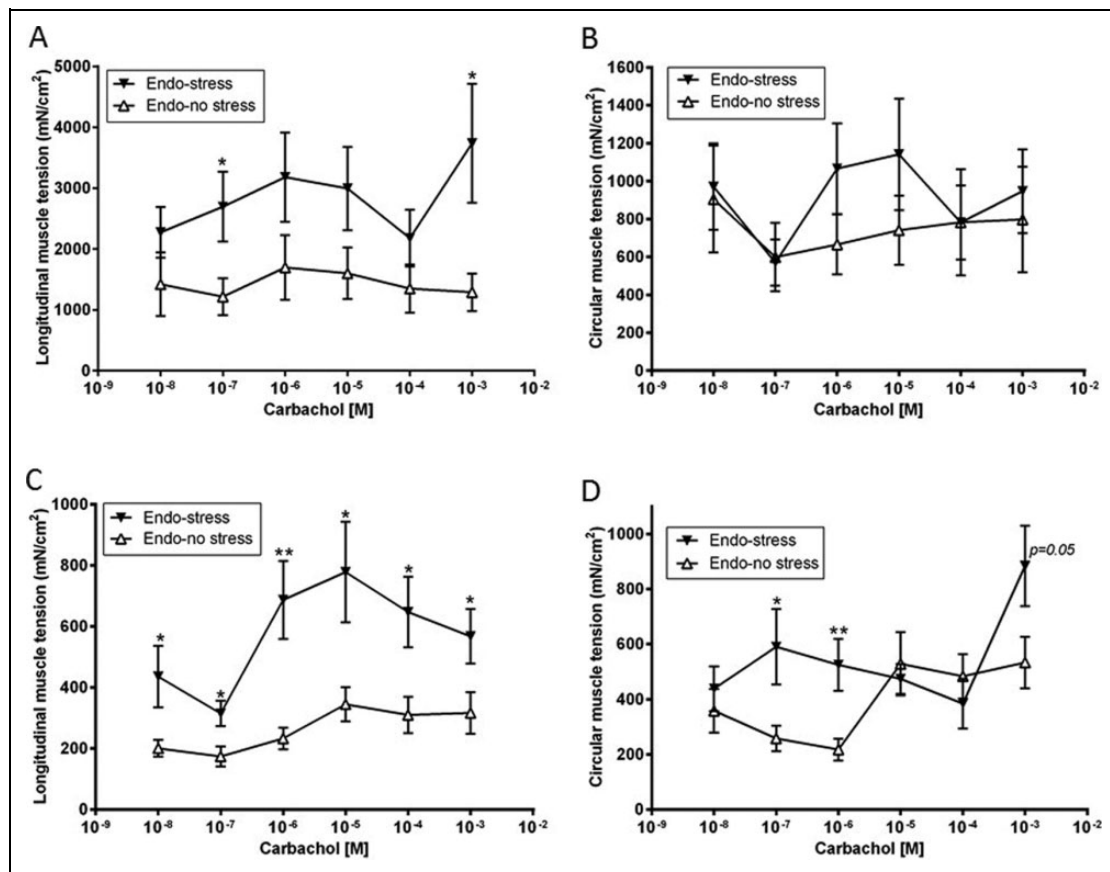 A
Longitudinal muscle tension (mN/cm²)
5000
4000
3000
2000
1000
0
Endo-stress
Endo-no stress
*
*
10⁻⁹ 10⁻⁸ 10⁻⁷ 10⁻⁶ 10⁻⁵ 10⁻⁴ 10⁻³ 10⁻²
Carbachol [M]
B
Circular muscle tension (mN/cm²)
1600
1400
1200
1000
800
600
400
200
0
Endo-stress
Endo-no stress
10⁻⁹ 10⁻⁸ 10⁻⁷ 10⁻⁶ 10⁻⁵ 10⁻⁴ 10⁻³ 10⁻²
Carbachol [M]
C
Longitudinal muscle tension (mN/cm²)
1000
800
600
400
200
0
Endo-stress
Endo-no stress
*
*
**
*
*
*
10⁻⁹ 10⁻⁸ 10⁻⁷ 10⁻⁶ 10⁻⁵ 10⁻⁴ 10⁻³ 10⁻²
Carbachol [M]
D
Circular muscle tension (mN/cm²)
1000
800
600
400
200
0
Endo-stress
Endo-no stress
*
**
p=0.05
10⁻⁹ 10⁻⁸ 10⁻⁷ 10⁻⁶ 10⁻⁵ 10⁻⁴ 10⁻³ 10⁻²
Carbachol [M]